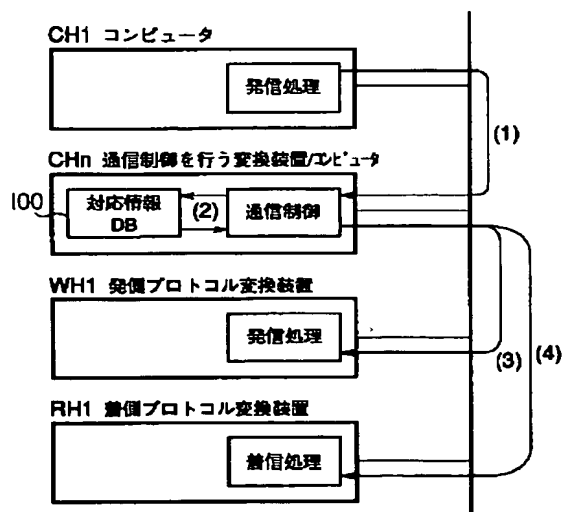 CH1 コンピュータ
発信処理
(1)
CHn 通信制御を行う変換装置/コンピュータ
100
対応情報
DB
(2)
通信制御
WH1 発側プロトコル変換装置
発信処理
(3)
(4)
RH1 着側プロトコル変換装置
着信処理